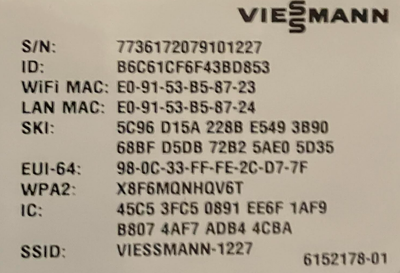 VIESSMANN
S/N: 7736172079101227
ID: B6C61CF6F43BD853
WiFi MAC: E0-91-53-B5-87-23
LAN MAC: E0-91-53-B5-87-24
SKI: 5C96 D15A 228B E549 3B90
68BF D5DB 72B2 5AE0 5D35
EUI-64: 98-0C-33-FF-FE-2C-D7-7F
WPA2: X8F6MQNHQV6T
IC: 45C5 3FC5 0891 EE6F 1AF9
B807 4AF7 ADB4 4CBA
SSID: VIESSMANN-1227
6152178-01